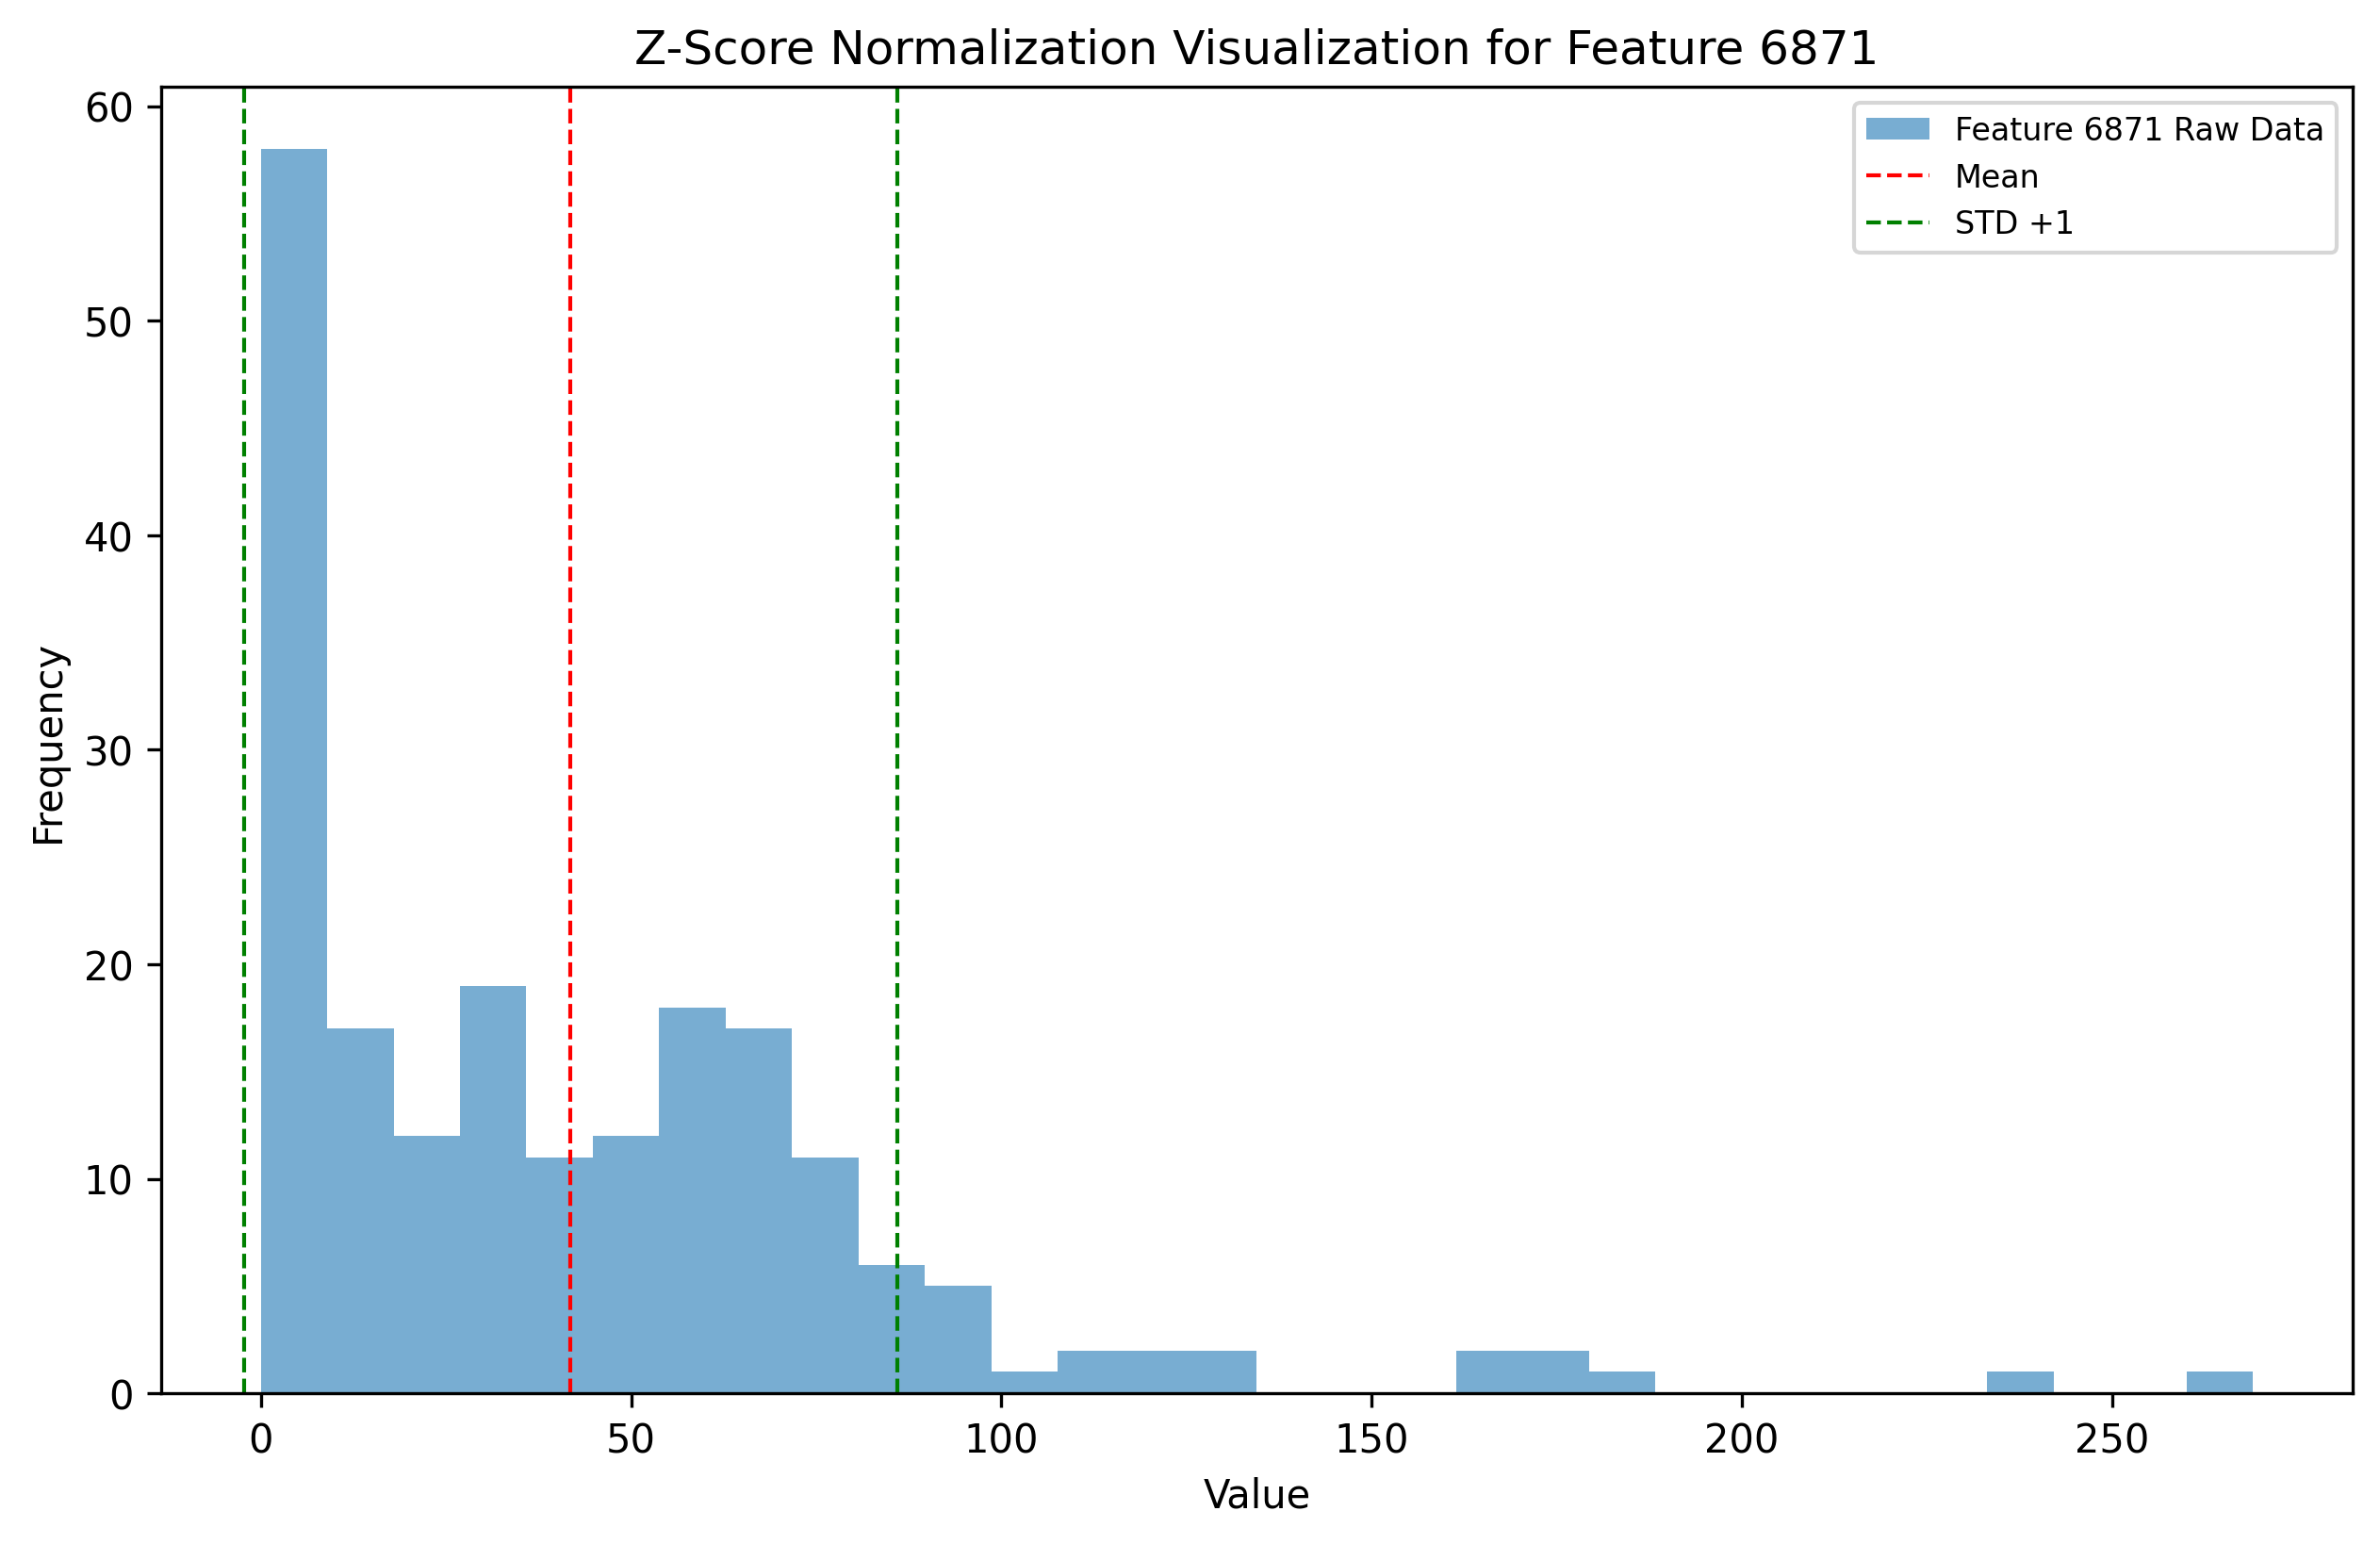 Z-Score Normalization Visualization for Feature 6871
Feature 6871 Raw Data
Mean
STD +1
60
50
40
30
20
10
0
Frequency
0 50 100 150 200 250
Value